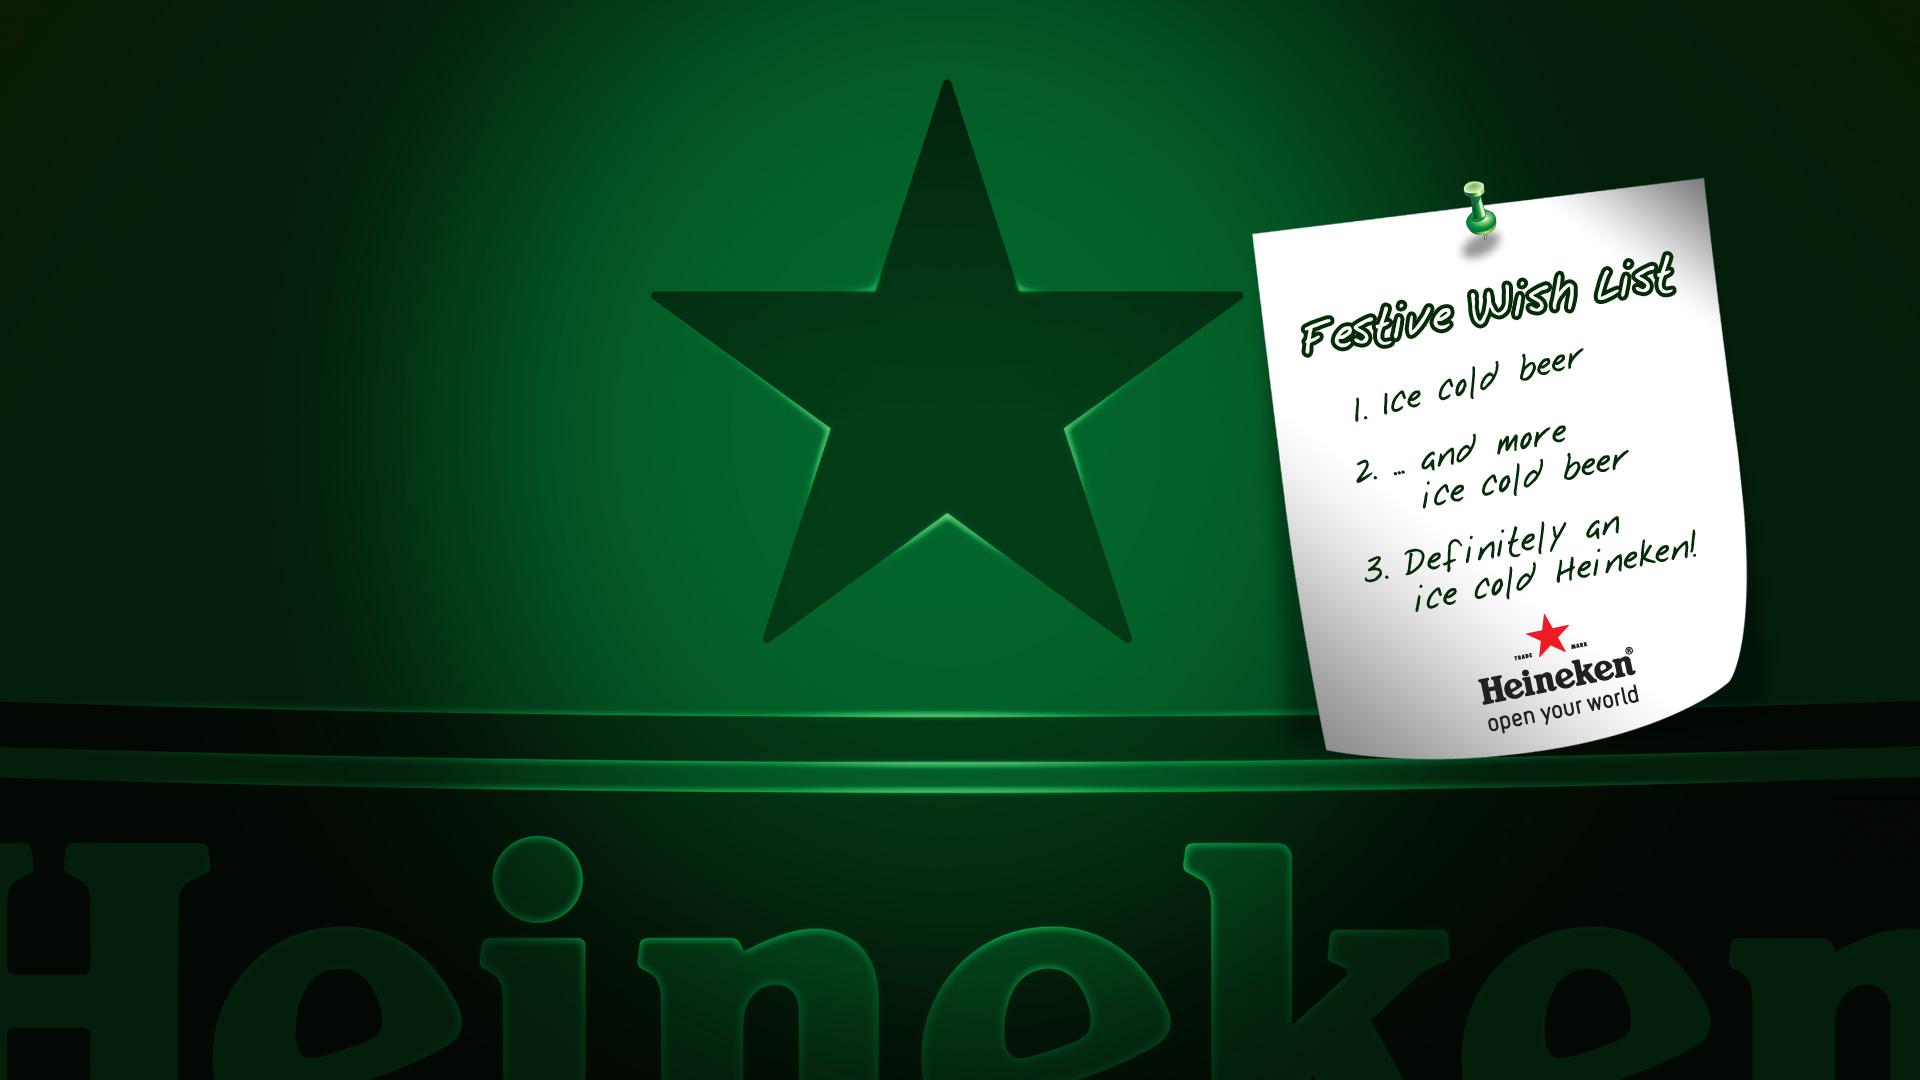 Festive Wish List
1. Ice cold beer
2. ... and more
ice cold beer
3. Definitely an
ice cold Heineken!
TRADE MARK
Heineken®
open your world
Heineken